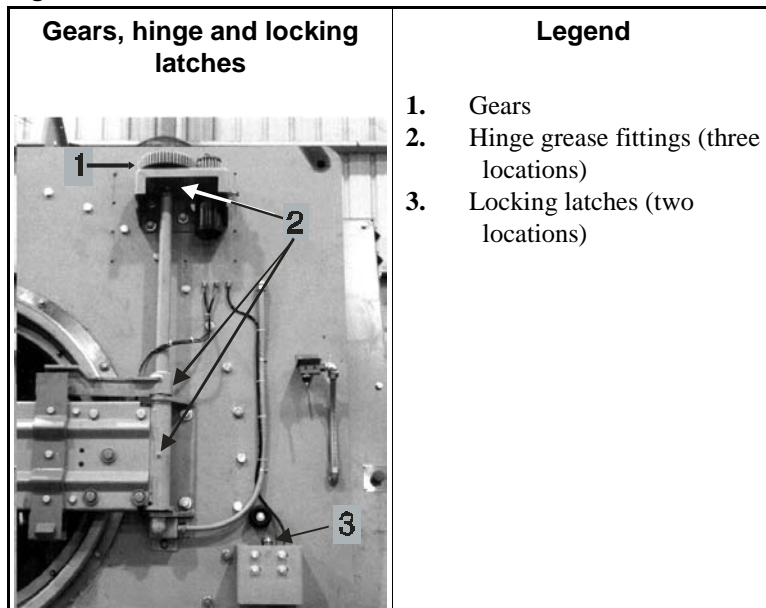 Gears, hinge and locking
latches
1
2
3
Legend
1. Gears
2. Hinge grease fittings (three
locations)
3. Locking latches (two
locations)